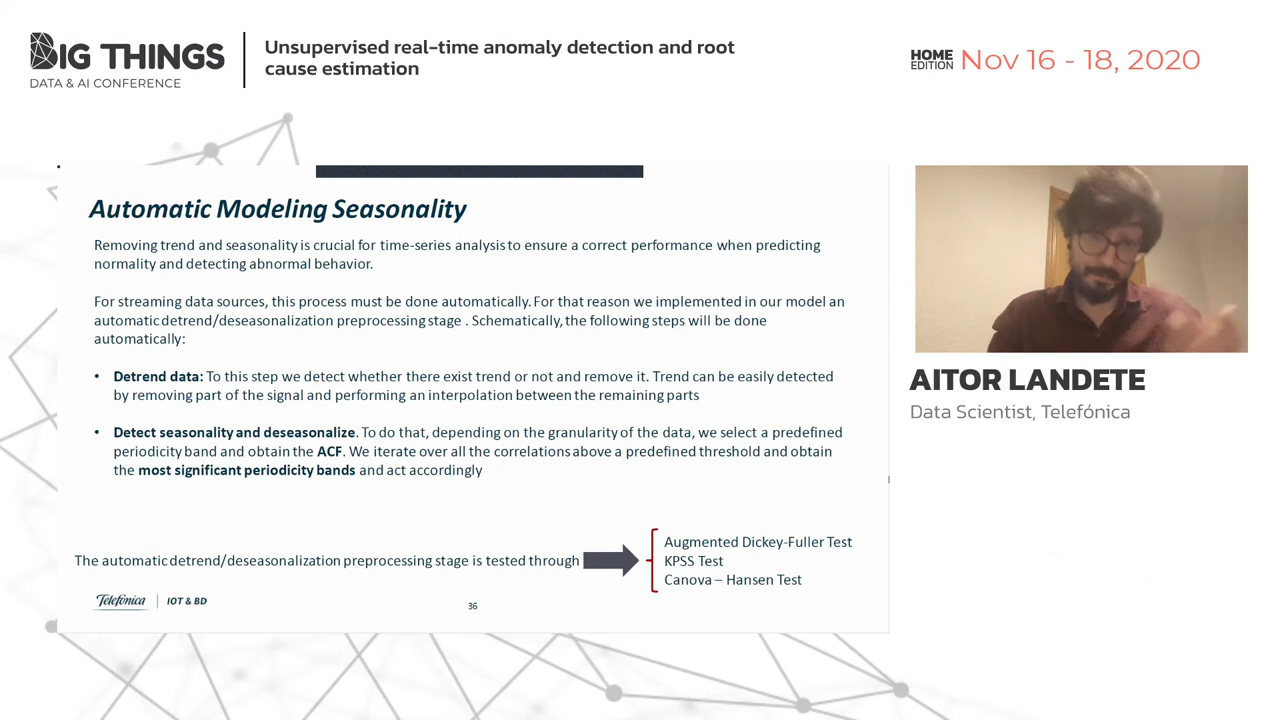 BIG THINGS
DATA & AI CONFERENCE
Unsupervised real-time anomaly detection and root
cause estimation
HOME
EDITION
Nov 16 - 18, 2020
Automatic Modeling Seasonality
Removing trend and seasonality is crucial for time-series analysis to ensure a correct performance when predicting
normality and detecting abnormal behavior.
For streaming data sources, this process must be done automatically. For that reason we implemented in our model an
automatic detrend/deseasonalization preprocessing stage . Schematically, the following steps will be done
automatically:
• Detrend data: To this step we detect whether there exist trend or not and remove it. Trend can be easily detected
by removing part of the signal and performing an interpolation between the remaining parts
• Detect seasonality and deseasonalize. To do that, depending on the granularity of the data, we select a predefined
periodicity band and obtain the ACF. We iterate over all the correlations above a predefined threshold and obtain
the most significant periodicity bands and act accordingly
The automatic detrend/deseasonalization preprocessing stage is tested through
Augmented Dickey-Fuller Test
KPSS Test
Canova – Hansen Test
Telefónica
IOT & BD
36
AITOR LANDETE
Data Scientist, Telefónica